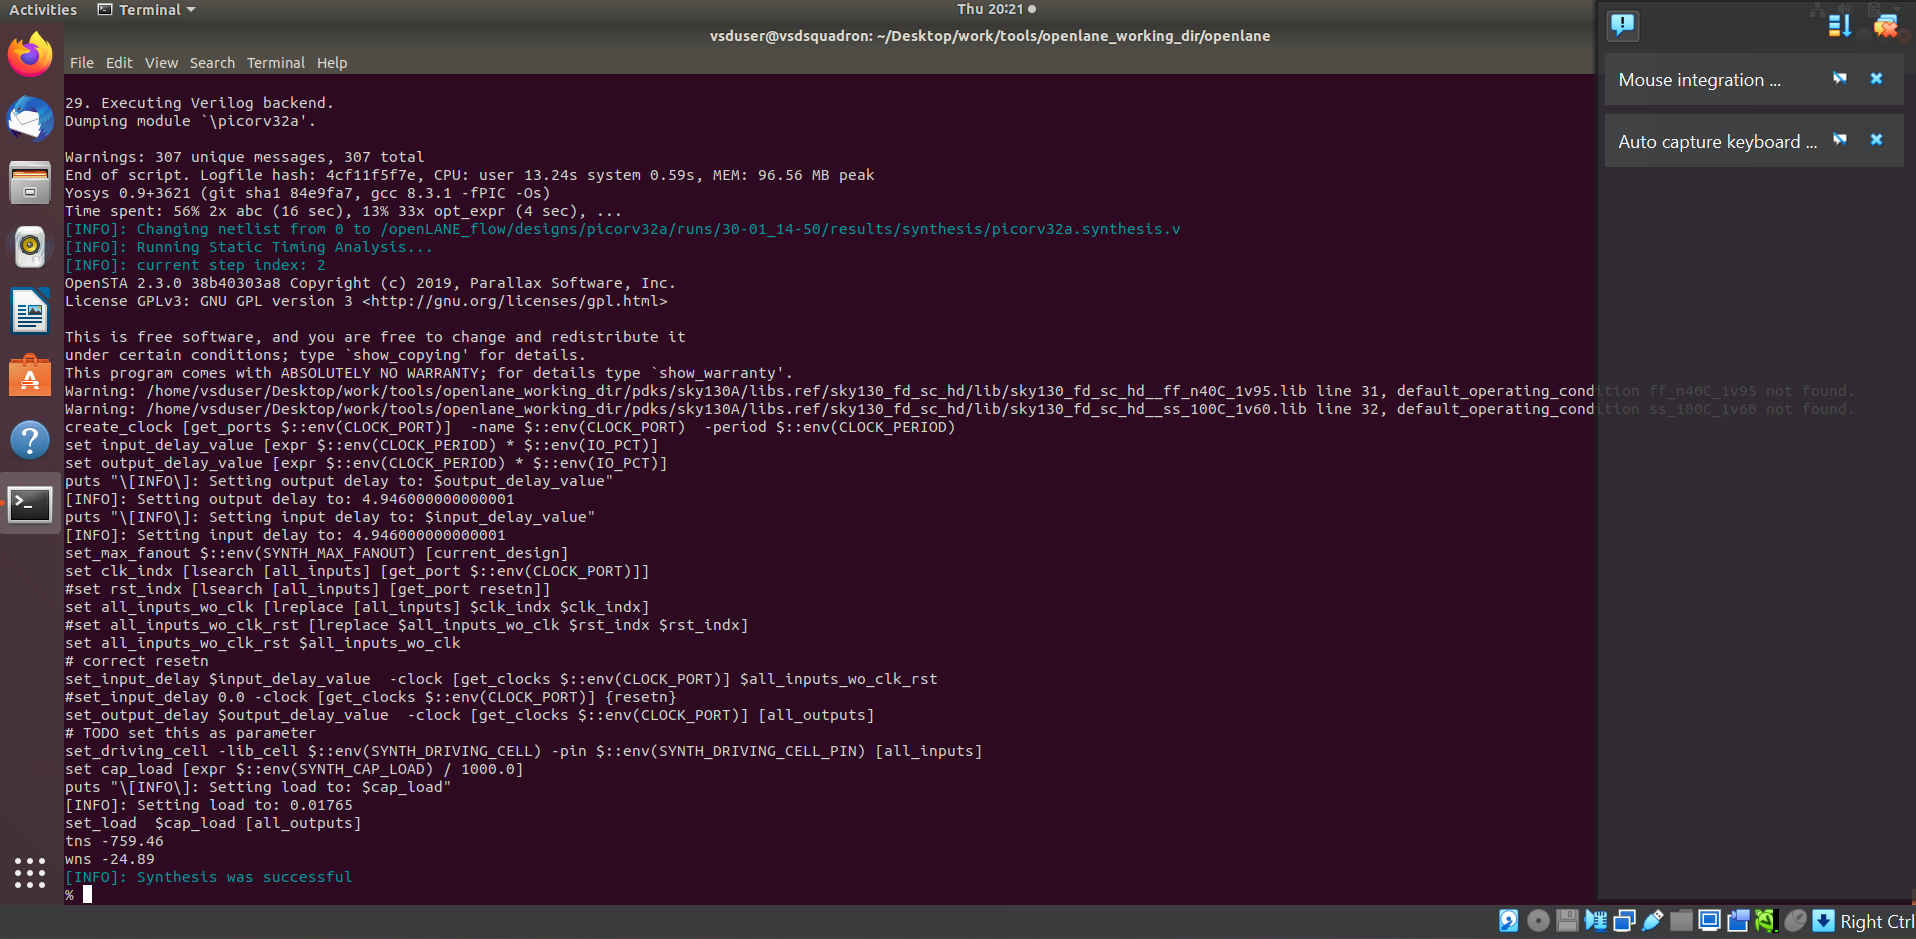 Activities Terminal Thu 20:21
vsduser@vsdsquadron: ~/Desktop/work/tools/openlane_working_dir/openlane
File Edit View Search Terminal Help
29. Executing Verilog backend.
Dumping module `\picorv32a'.
Warnings: 307 unique messages, 307 total
End of script. Logfile hash: 4cf11f5f7e, CPU: user 13.24s system 0.59s, MEM: 96.56 MB peak
Yosys 0.9+3621 (git sha1 84e9fa7, gcc 8.3.1 -fPIC -Os)
Time spent: 56% 2x abc (16 sec), 13% 33x opt_expr (4 sec), ...
[INFO]: Changing netlist from 0 to /openLANE_flow/designs/picorv32a/runs/30-01_14-50/results/synthesis/picorv32a.synthesis.v
[INFO]: Running Static Timing Analysis...
[INFO]: current step index: 2
OpenSTA 2.3.0 38b40303a8 Copyright (c) 2019, Parallax Software, Inc.
License GPLv3: GNU GPL version 3 <http://gnu.org/licenses/gpl.html>
This is free software, and you are free to change and redistribute it
under certain conditions; type `show_copying' for details.
This program comes with ABSOLUTELY NO WARRANTY; for details type `show_warranty'.
Warning: /home/vsduser/Desktop/work/tools/openlane_working_dir/pdks/sky130A/libs.ref/sky130_fd_sc_hd/lib/sky130_fd_sc_hd__ff_n40C_1v95.lib line 31, default_operating_condition ff_n40C_1v95 not found.
Warning: /home/vsduser/Desktop/work/tools/openlane_working_dir/pdks/sky130A/libs.ref/sky130_fd_sc_hd/lib/sky130_fd_sc_hd__ss_100C_1v60.lib line 32, default_operating_condition ss_100C_1v60 not found.
create_clock [get_ports $::env(CLOCK_PORT)]  -name $::env(CLOCK_PORT)  -period $::env(CLOCK_PERIOD)
set input_delay_value [expr $::env(CLOCK_PERIOD) * $::env(IO_PCT)]
set output_delay_value [expr $::env(CLOCK_PERIOD) * $::env(IO_PCT)]
puts "\[INFO\]: Setting output delay to: $output_delay_value"
[INFO]: Setting output delay to: 4.946000000000001
puts "\[INFO\]: Setting input delay to: $input_delay_value"
[INFO]: Setting input delay to: 4.946000000000001
set_max_fanout $::env(SYNTH_MAX_FANOUT) [current_design]
set clk_indx [lsearch [all_inputs] [get_port $::env(CLOCK_PORT)]]
#set rst_indx [lsearch [all_inputs] [get_port resetn]]
set all_inputs_wo_clk [lreplace [all_inputs] $clk_indx $clk_indx]
#set all_inputs_wo_clk_rst [lreplace $all_inputs_wo_clk $rst_indx $rst_indx]
set all_inputs_wo_clk_rst $all_inputs_wo_clk
# correct resetn
set_input_delay $input_delay_value  -clock [get_clocks $::env(CLOCK_PORT)] $all_inputs_wo_clk_rst
#set_input_delay 0.0 -clock [get_clocks $::env(CLOCK_PORT)] {resetn}
set_output_delay $output_delay_value  -clock [get_clocks $::env(CLOCK_PORT)] [all_outputs]
# TODO set this as parameter
set_driving_cell -lib_cell $::env(SYNTH_DRIVING_CELL) -pin $::env(SYNTH_DRIVING_CELL_PIN) [all_inputs]
set cap_load [expr $::env(SYNTH_CAP_LOAD) / 1000.0]
puts "\[INFO\]: Setting load to: $cap_load"
[INFO]: Setting load to: 0.01765
set_load  $cap_load [all_outputs]
tns -759.46
wns -24.89
[INFO]: Synthesis was successful
%
Mouse integration ...
Auto capture keyboard ...
Right Ctrl